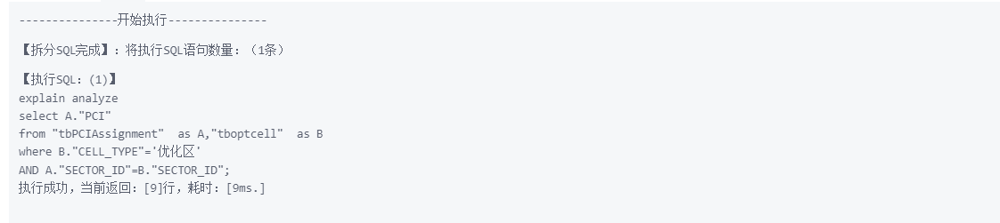 ---------------开始执行---------------
【拆分SQL完成】：将执行SQL语句数量：（1条）
【执行SQL：(1)】
explain analyze
select A."PCI"
from "tbPCIAssignment"  as A,"tboptcell"  as B
where B."CELL_TYPE"='优化区'
AND A."SECTOR_ID"=B."SECTOR_ID";
执行成功，当前返回：[9]行，耗时：[9ms.]